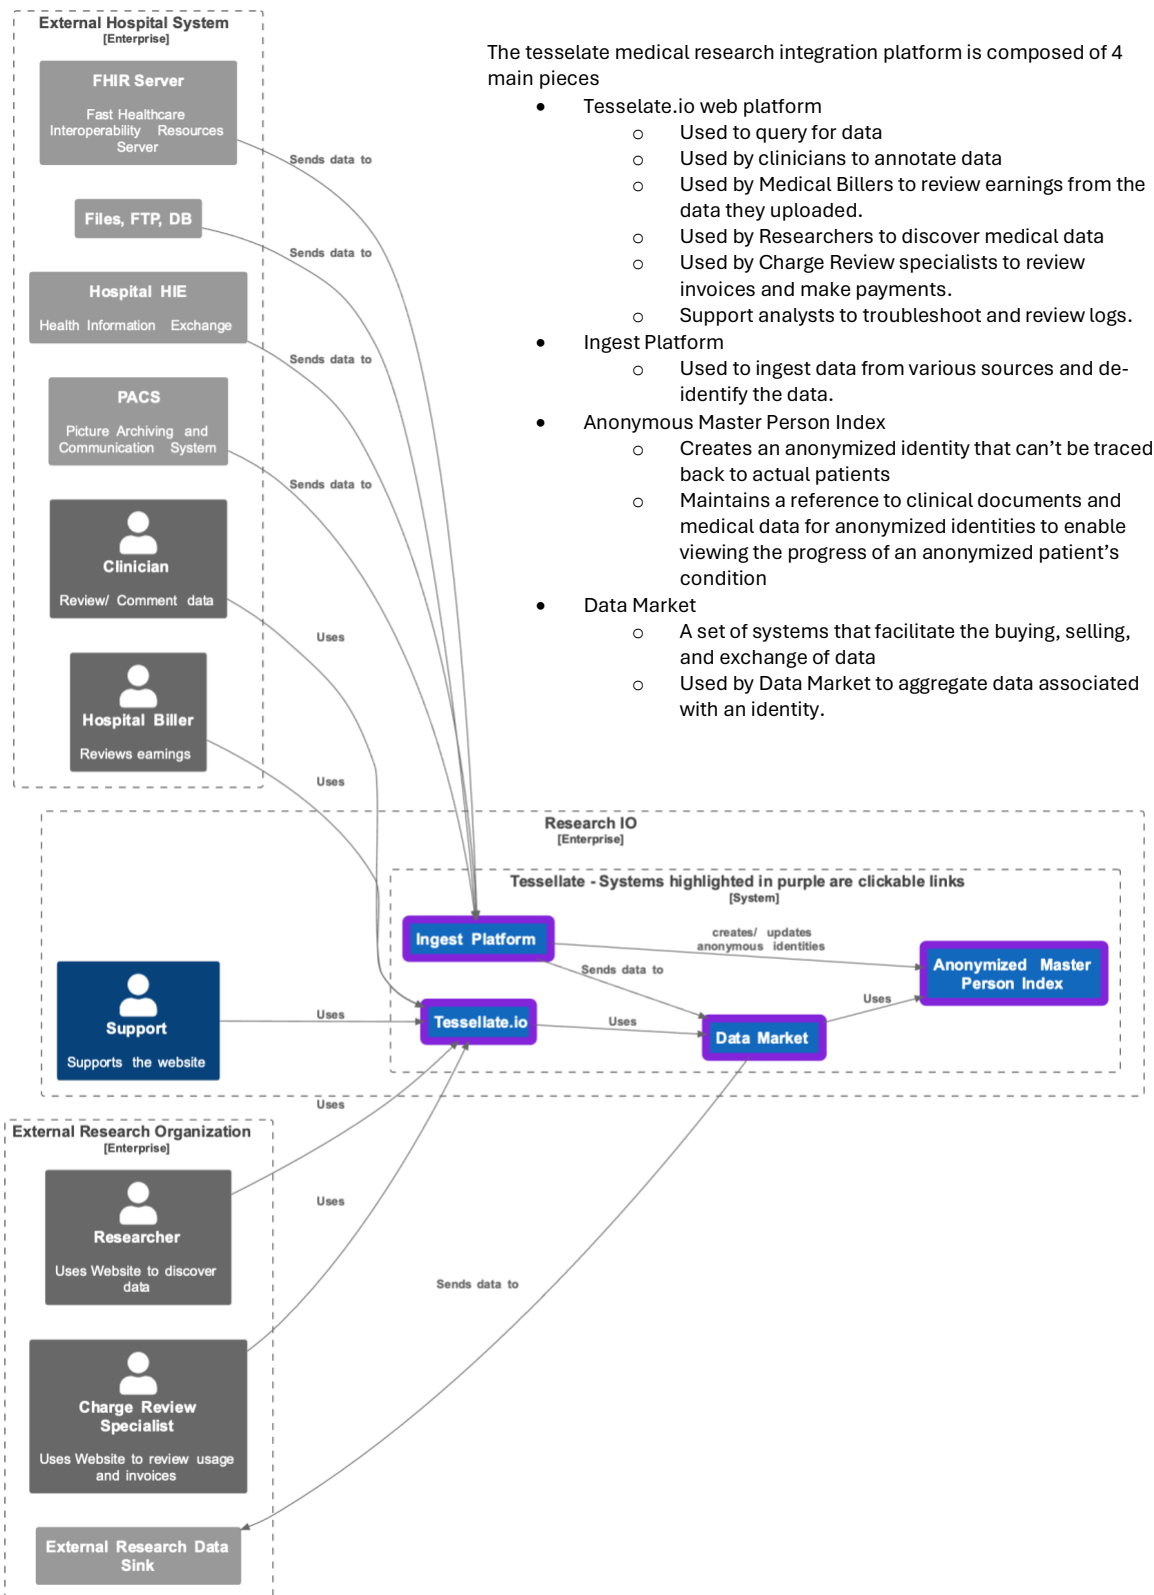 External Hospital System
[Enterprise]
FHIR Server
Fast Healthcare
Interoperability Resources
Server
Sends data to
Files, FTP, DB
Sends data to
Hospital HIE
Health Information Exchange
Sends data to
PACS
Picture Archiving and
Communication System
Sends data to
Clinician
Review/ Comment data
Uses
Hospital Biller
Reviews earnings
Uses
The tesselate medical research integration platform is composed of 4
main pieces
• Tesselate.io web platform
o Used to query for data
o Used by clinicians to annotate data
o Used by Medical Billers to review earnings from the
data they uploaded.
o Used by Researchers to discover medical data
o Used by Charge Review specialists to review
invoices and make payments.
o Support analysts to troubleshoot and review logs.
• Ingest Platform
o Used to ingest data from various sources and de-
identify the data.
• Anonymous Master Person Index
o Creates an anonymized identity that can’t be traced
back to actual patients
o Maintains a reference to clinical documents and
medical data for anonymized identities to enable
viewing the progress of an anonymized patient’s
condition
• Data Market
o A set of systems that facilitate the buying, selling,
and exchange of data
o Used by Data Market to aggregate data associated
with an identity.
Research IO
[Enterprise]
Tessellate - Systems highlighted in purple are clickable links
[System]
Ingest Platform
creates/ updates
anonymous identities
Anonymized Master
Person Index
Sends data to
Uses
Support
Supports the website
Uses
Tessellate.io
Uses
Data Market
Uses
External Research Organization
[Enterprise]
Researcher
Uses Website to discover
data
Uses
Sends data to
Charge Review
Specialist
Uses Website to review usage
and invoices
External Research Data
Sink